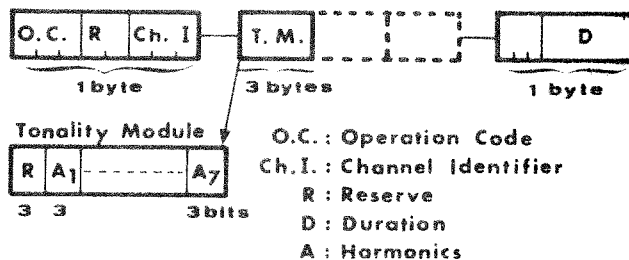 O.C. R Ch. I T. M. D
1 byte 3 bytes 1 byte
Tonality Module
R A1 A7
3 3 3bits
O.C. : Operation Code
Ch.I. : Channel Identifier
R : Reserve
D : Duration
A : Harmonics